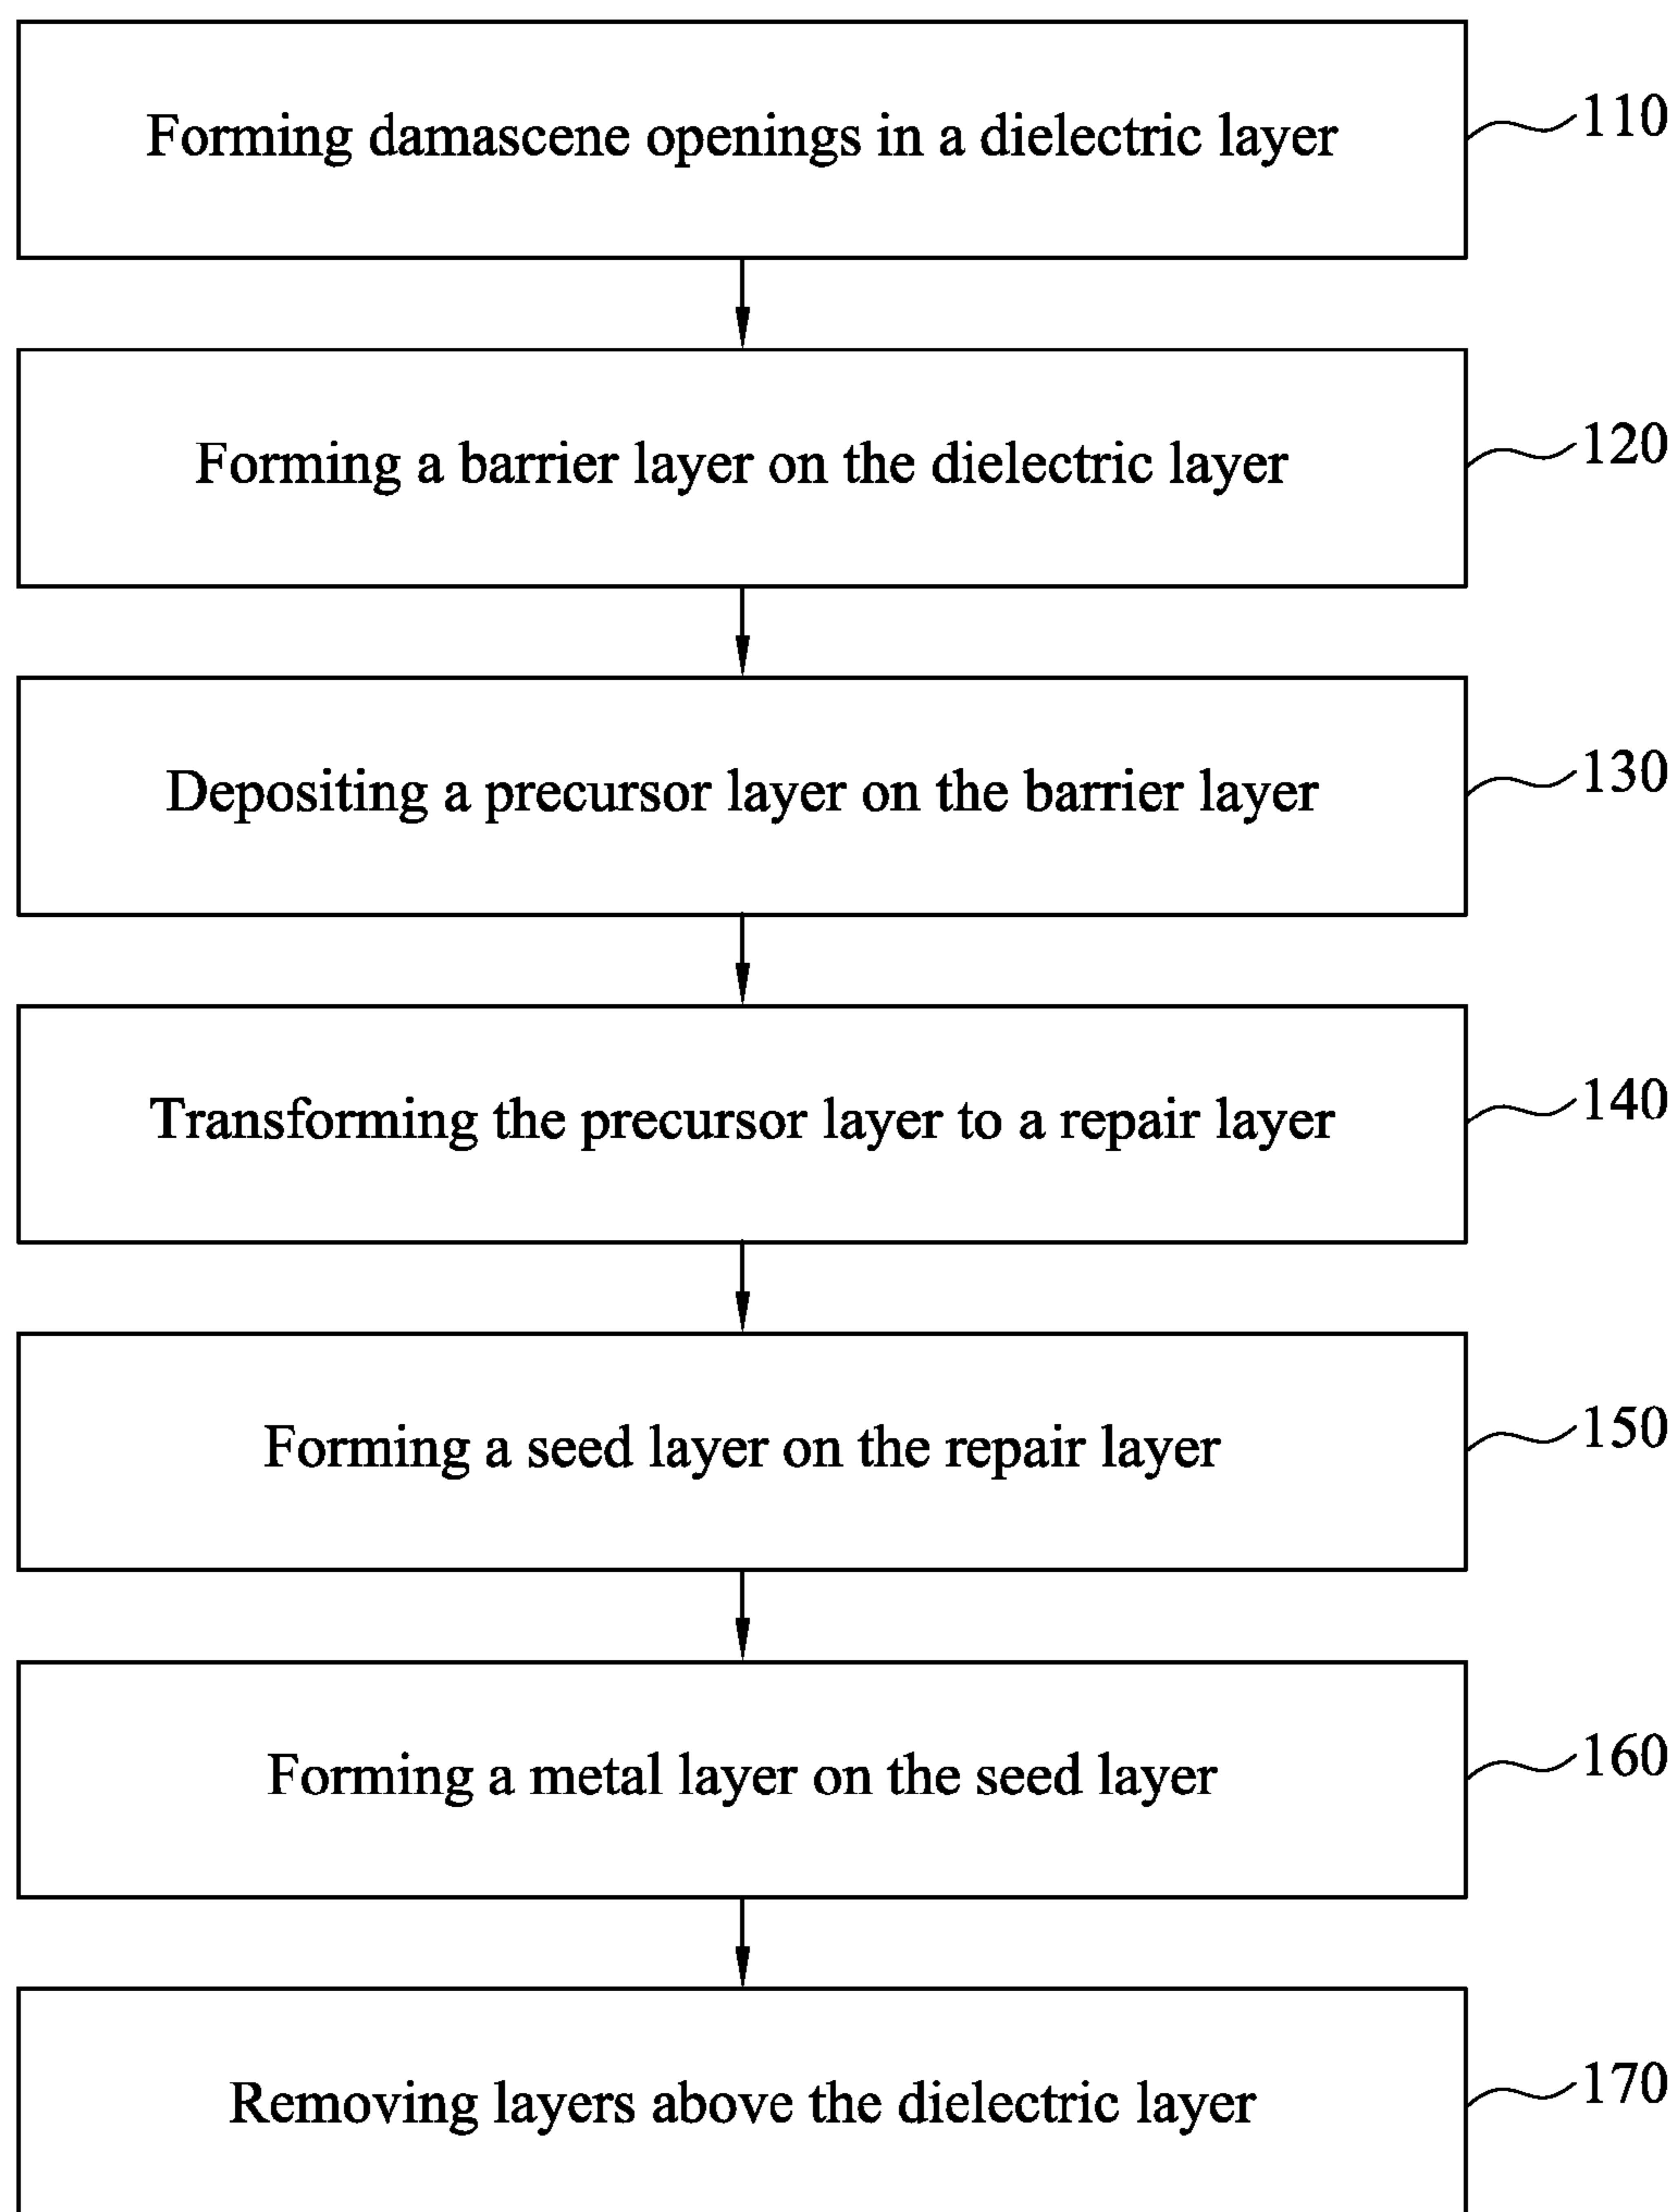 Forming damascene openings in a dielectric layer
110
Forming a barrier layer on the dielectric layer
120
Depositing a precursor layer on the barrier layer
130
Transforming the precursor layer to a repair layer
140
Forming a seed layer on the repair layer
150
Forming a metal layer on the seed layer
160
Removing layers above the dielectric layer
170